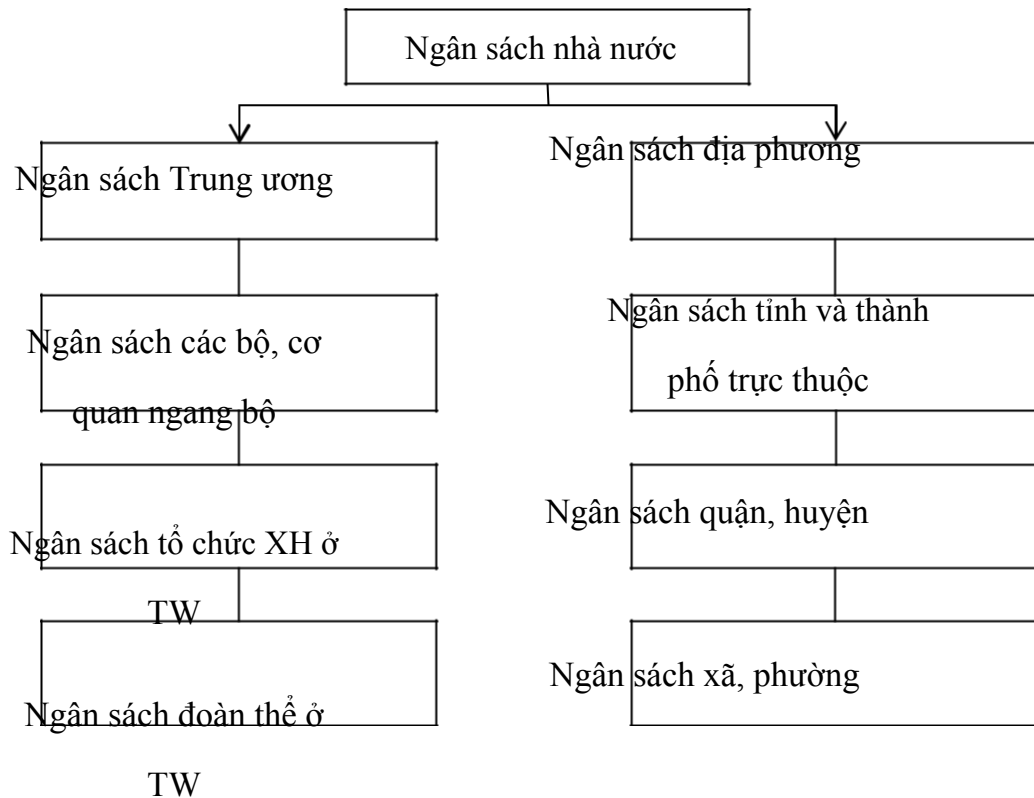 Ngân sách nhà nước
Ngân sách Trung ương
Ngân sách địa phương
Ngân sách các bộ, cơ
quan ngang bộ
Ngân sách tỉnh và thành
phố trực thuộc
Ngân sách tổ chức XH ở
TW
Ngân sách quận, huyện
Ngân sách đoàn thể ở
TW
Ngân sách xã, phường